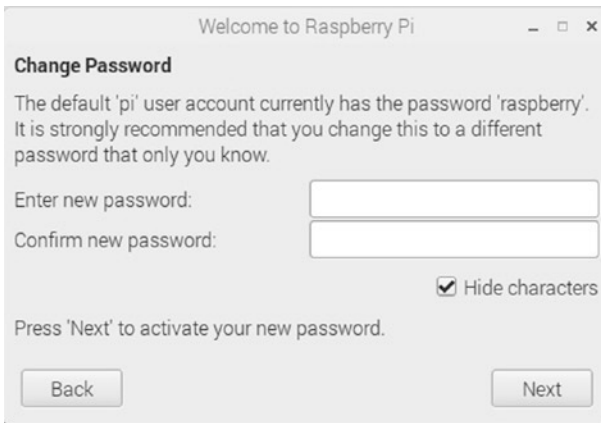 Welcome to Raspberry Pi
Change Password
The default 'pi' user account currently has the password 'raspberry'.
It is strongly recommended that you change this to a different
password that only you know.
Enter new password:
Confirm new password:
Hide characters
Press 'Next' to activate your new password.
Back
Next